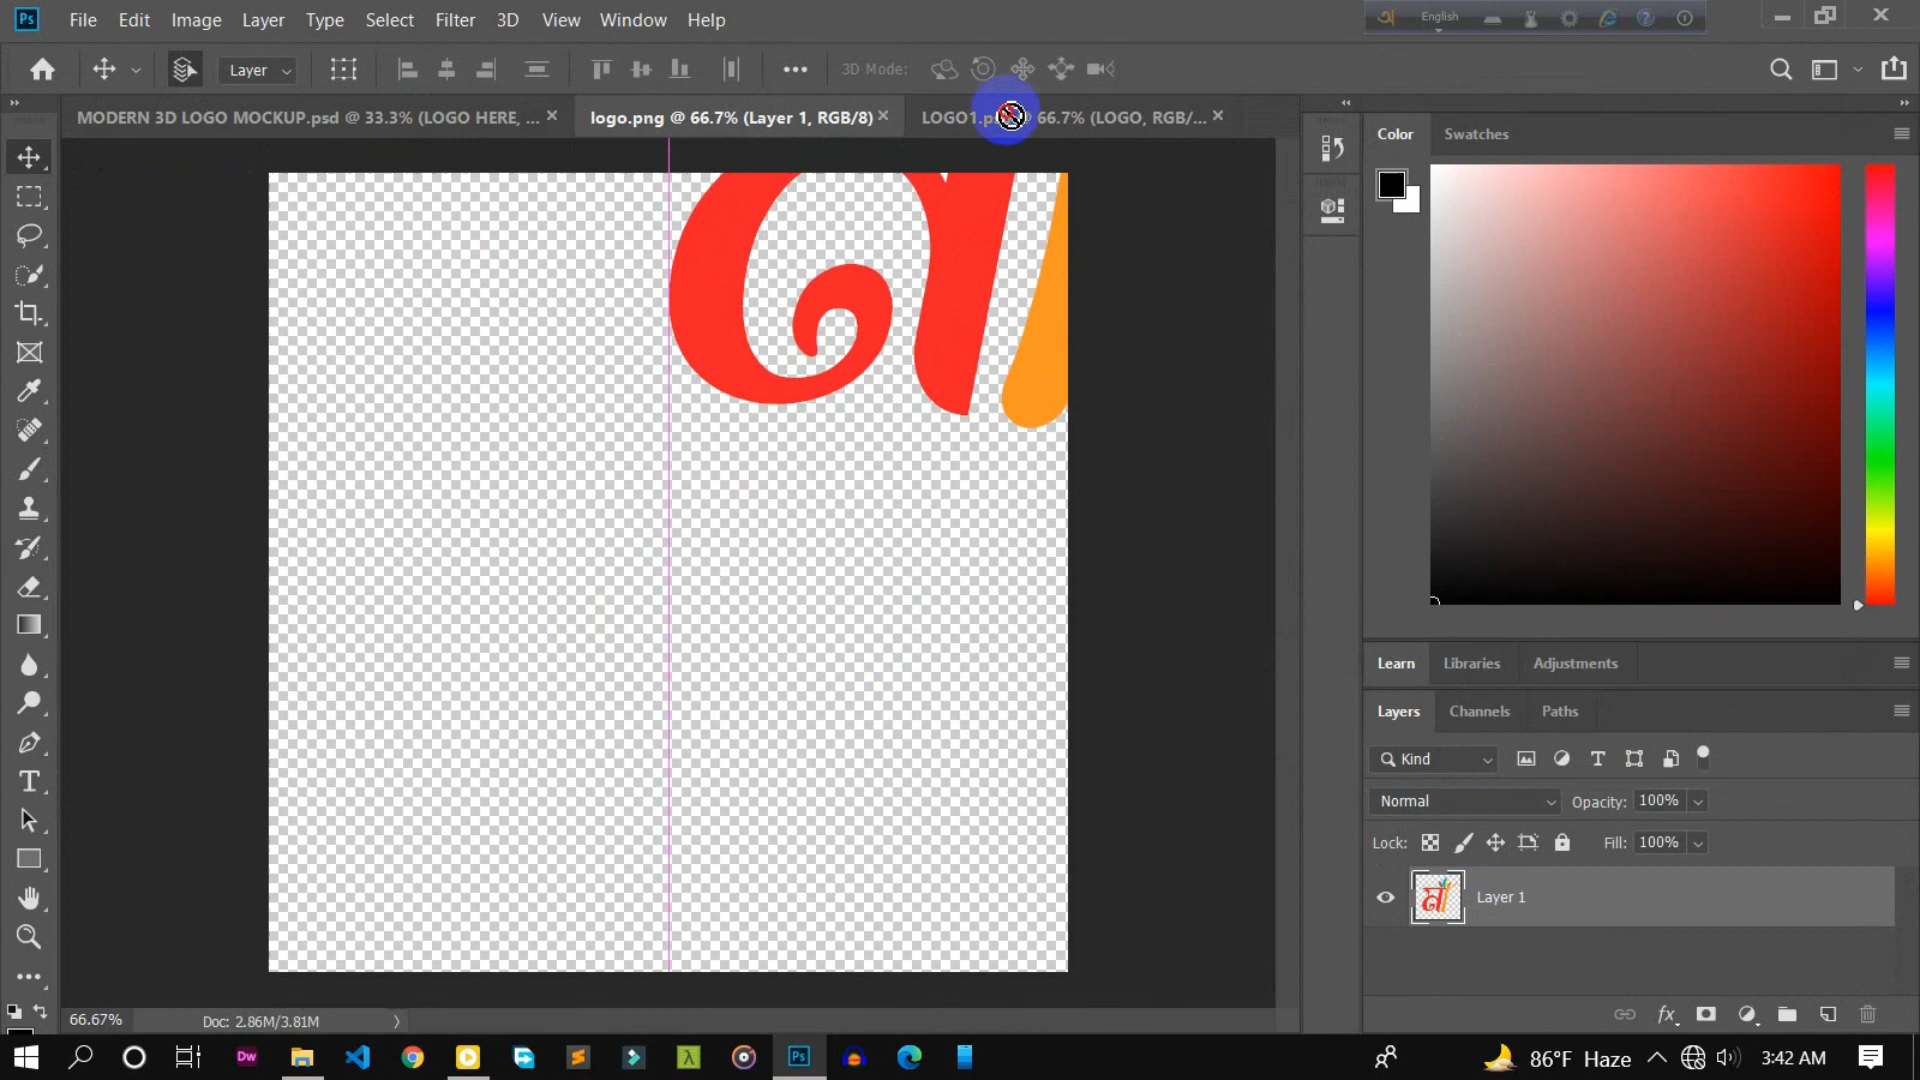 Ps File Edit Image Layer Type Select Filter 3D View Window Help
English
Layer 3D Mode:
MODERN 3D LOGO MOCKUP.psd @ 33.3% (LOGO HERE, ... × logo.png @ 66.7% (Layer 1, RGB/8) × 66.7% (LOGO, RGB/... ×
Color Swatches
Learn Libraries Adjustments
Layers Channels Paths
Kind
Normal Opacity: 100%
Lock: Fill: 100%
Layer 1
66.67% Doc: 2.86M/3.81M
Dw Ps 86°F Haze 3:42 AM